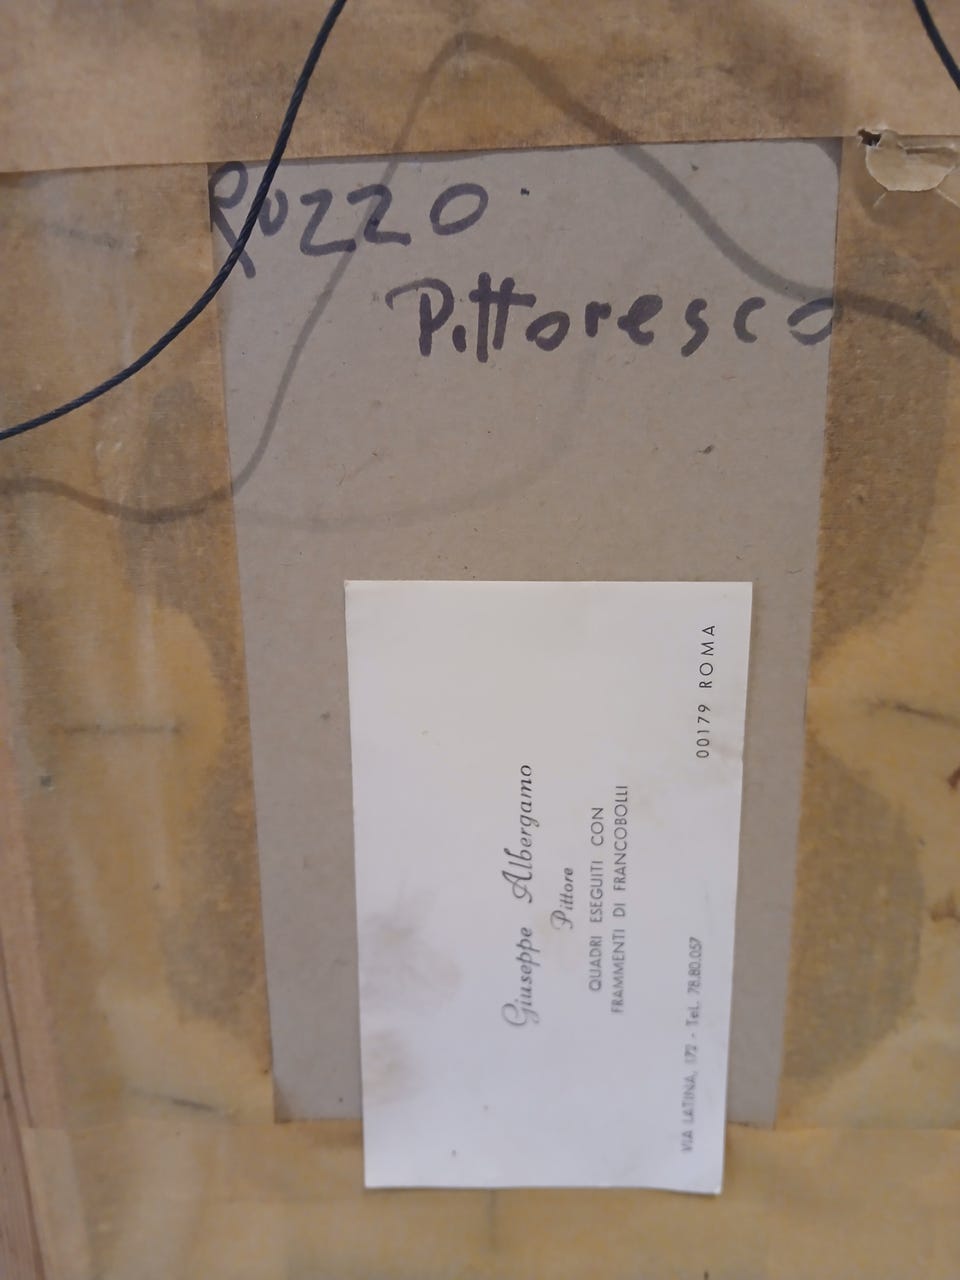 Pozzo.
Pittoresco
Giuseppe Albergamo
Pittore
QUADRI ESEGUITI CON
FRAMMENTI DI FRANCOBOLLI
VIA LATINA, 172 - Tel. 78.80.057
00179 ROMA